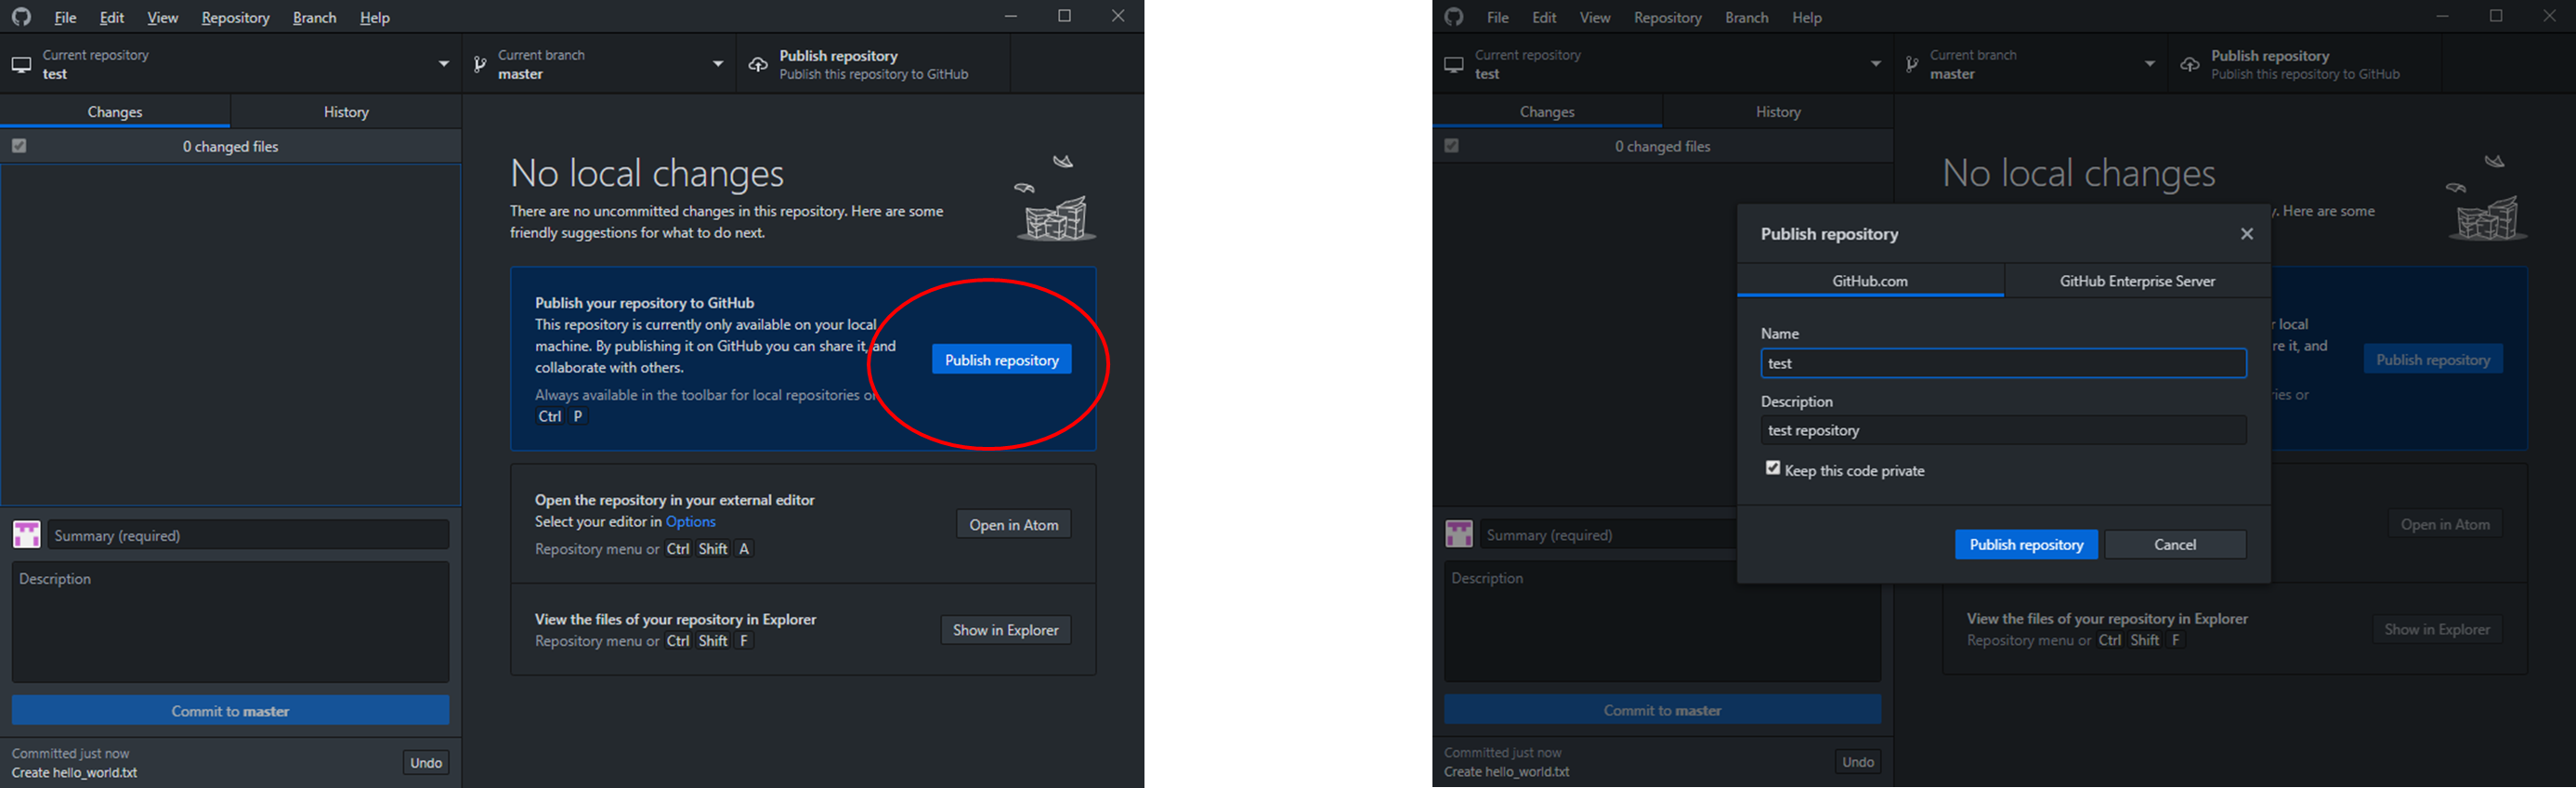 File Edit View Repository Branch Help
Current repository
test
Current branch
master
Publish repository
Publish this repository to GitHub
Changes
History
0 changed files
No local changes
There are no uncommitted changes in this repository. Here are some
friendly suggestions for what to do next.
Publish your repository to GitHub
This repository is currently only available on your local
machine. By publishing it on GitHub you can share it, and
collaborate with others.
Always available in the toolbar for local repositories or
Ctrl P
Publish repository
Open the repository in your external editor
Select your editor in Options
Repository menu or Ctrl Shift A
Open in Atom
View the files of your repository in Explorer
Repository menu or Ctrl Shift F
Show in Explorer
Summary (required)
Description
Commit to master
Committed just now
Create hello_world.txt
Undo
File Edit View Repository Branch Help
Current repository
test
Current branch
master
Publish repository
Publish this repository to GitHub
Changes
History
0 changed files
No local changes
. Here are some
Publish repository
GitHub.com
GitHub Enterprise Server
Name
test
Description
test repository
Keep this code private
Publish repository
Cancel
local
re it, and
ries or
Publish repository
Open in Atom
View the files of your repository in Explorer
Repository menu or Ctrl Shift F
Show in Explorer
Summary (required)
Description
Commit to master
Committed just now
Create hello_world.txt
Undo